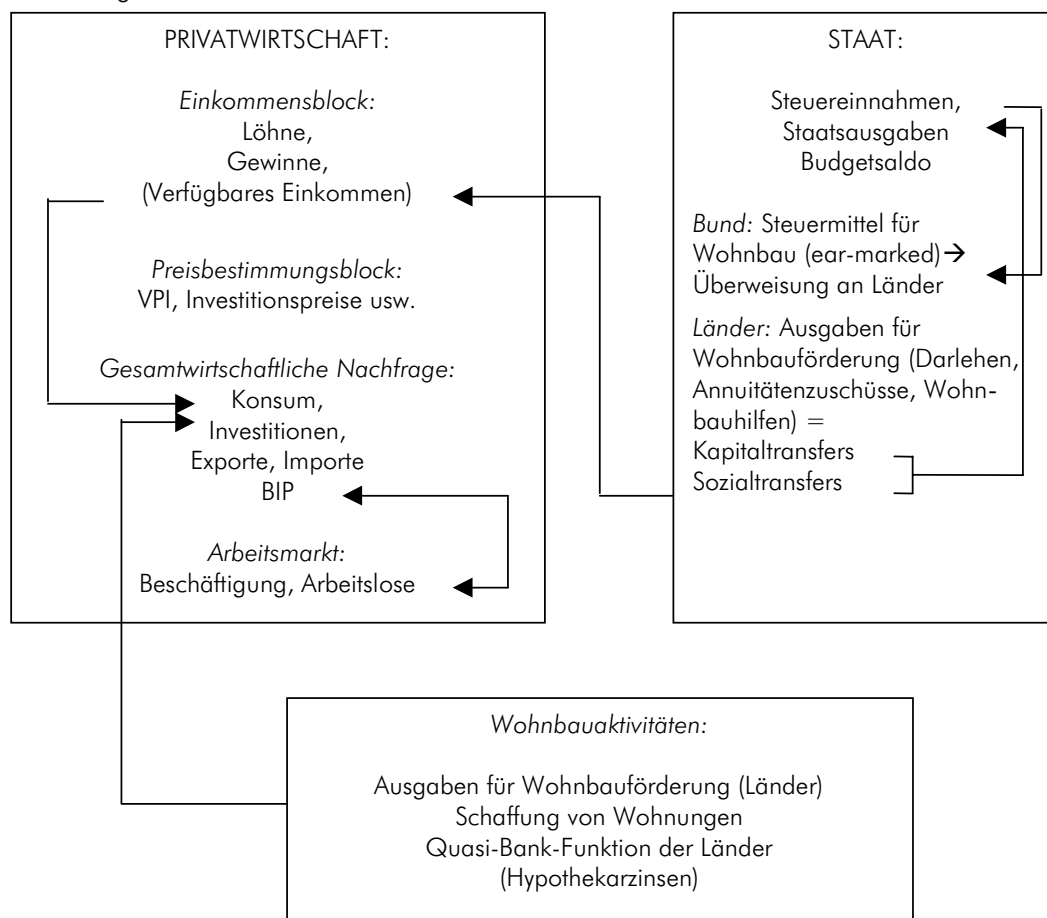 PRIVATWIRTSCHAFT:
Einkommensblock:
Löhne,
Gewinne,
(Verfügbares Einkommen)
Preisbestimmungsblock:
VPI, Investitionspreise usw.
Gesamtwirtschaftliche Nachfrage:
Konsum,
Investitionen,
Exporte, Importe
BIP
Arbeitsmarkt:
Beschäftigung, Arbeitslose
STAAT:
Steuereinnahmen,
Staatsausgaben
Budgetsaldo
Bund: Steuermittel für
Wohnbau (ear-marked)→
Überweisung an Länder
Länder: Ausgaben für
Wohnbauförderung (Darlehen,
Annuitätenzuschüsse, Wohn-
bauhilfen) =
Kapitaltransfers
Sozialtransfers
Wohnbauaktivitäten:
Ausgaben für Wohnbauförderung (Länder)
Schaffung von Wohnungen
Quasi-Bank-Funktion der Länder
(Hypothekarzinsen)